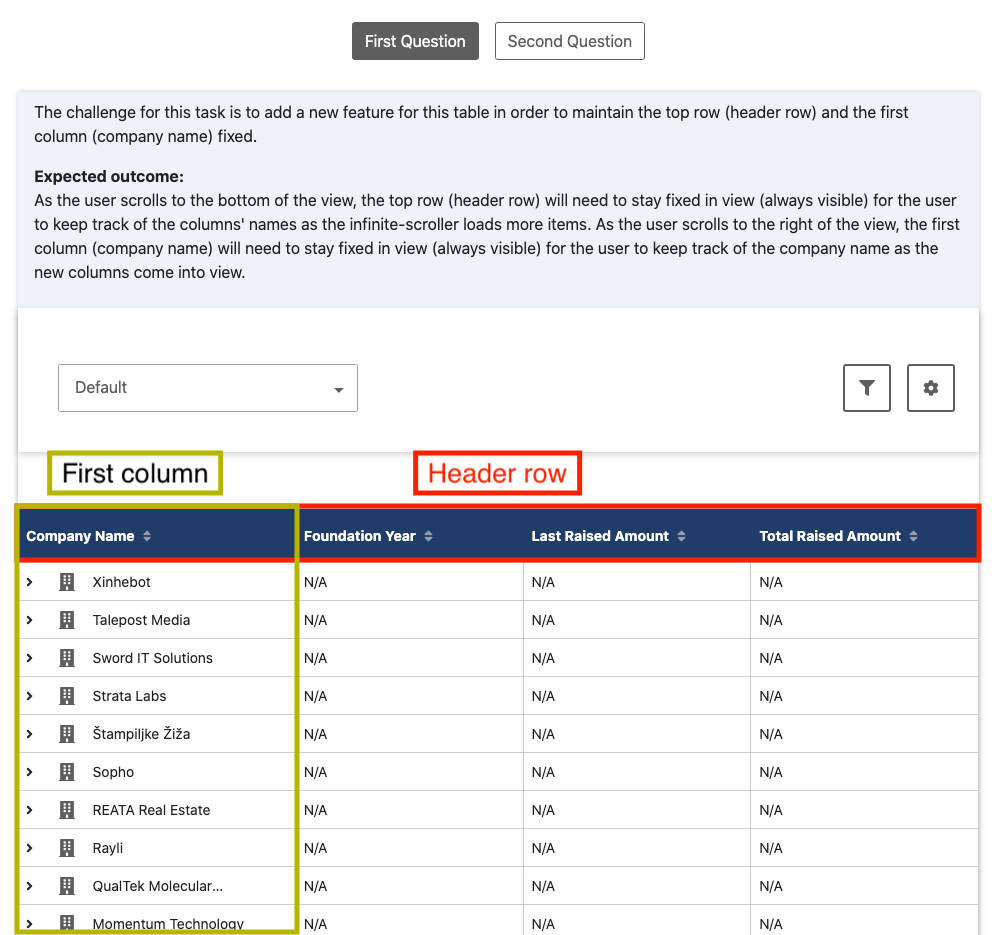 First Question Second Question
The challenge for this task is to add a new feature for this table in order to maintain the top row (header row) and the first
column (company name) fixed.
Expected outcome:
As the user scrolls to the bottom of the view, the top row (header row) will need to stay fixed in view (always visible) for the user
to keep track of the columns' names as the infinite-scroller loads more items. As the user scrolls to the right of the view, the first
column (company name) will need to stay fixed in view (always visible) for the user to keep track of the company name as the
new columns come into view.
Default
First column Header row
Company Name Foundation Year Last Raised Amount Total Raised Amount
Xinhebot N/A N/A N/A
Talepost Media N/A N/A N/A
Sword IT Solutions N/A N/A N/A
Strata Labs N/A N/A N/A
Štampiljke Žiža N/A N/A N/A
Sopho N/A N/A N/A
REATA Real Estate N/A N/A N/A
Rayli N/A N/A N/A
QualTek Molecular... N/A N/A N/A
Momentum Technology N/A N/A N/A